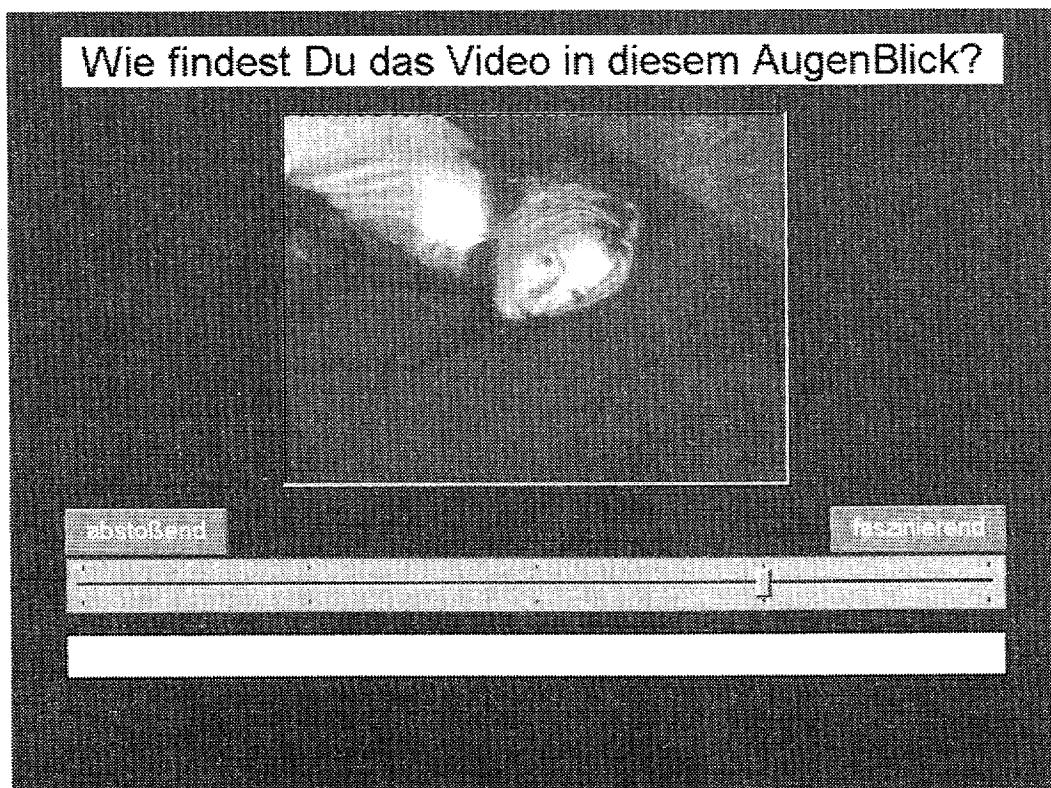 Wie findest Du das Video in diesem AugenBlick?
abstoßend
faszinierend